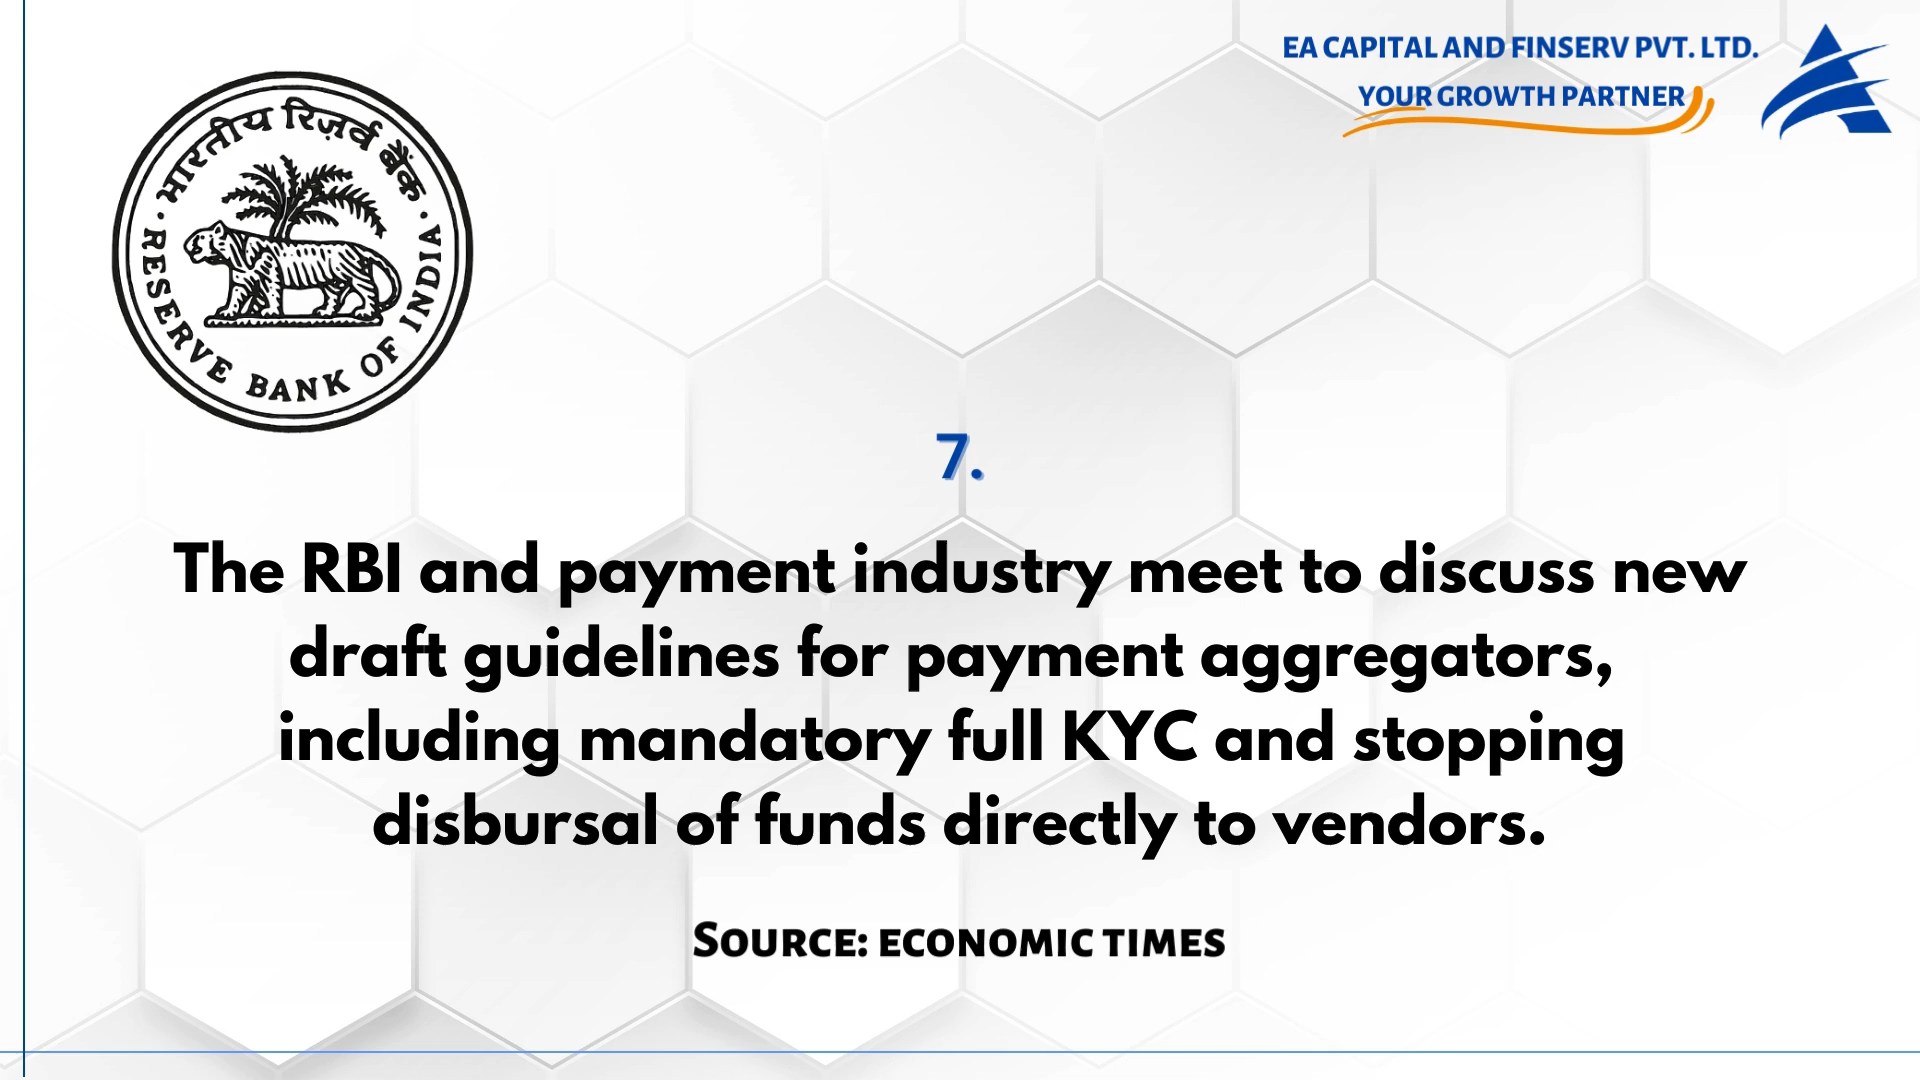 EA CAPITAL AND FINSERV PVT. LTD.
YOUR GROWTH PARTNER
भारतीय रिज़र्व बैंक
RESERVE BANK OF INDIA
7.
The RBI and payment industry meet to discuss new
draft guidelines for payment aggregators,
including mandatory full KYC and stopping
disbursal of funds directly to vendors.
SOURCE: ECONOMIC TIMES